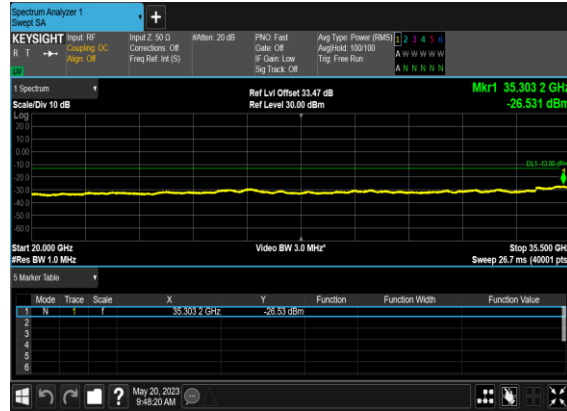 Spectrum Analyzer 1
Swept SA
+
KEYSIGHT Input: RF Input Z: 50 Ω #Atten: 20 dB PNO: Fast Avg Type: Power (RMS) 1 2 3 4 5 6
R T Coupling: DC Corrections: Off Gate: Off Avg|Hold: 100/100 A W W W W W
Align: Off Freq Ref: Int (S) IF Gain: Low Trig: Free Run
Sig Track: Off A N N N N N
1 Spectrum Ref Lvl Offset 33.47 dB Mkr1 35.303 2 GHz
Scale/Div 10 dB Ref Level 30.00 dBm -26.531 dBm
Log
20.0
10.0
0.00
-10.0 DL1 -13.00 dBm
-20.0
-30.0
-40.0
-50.0
-60.0
Start 20.000 GHz Video BW 3.0 MHz* Stop 35.500 GHz
#Res BW 1.0 MHz Sweep 26.7 ms (40001 pts)
5 Marker Table
Mode Trace Scale X Y Function Function Width Function Value
1 N 1 f 35.303 2 GHz -26.53 dBm
2
3
4
5
6
? May 20, 2023
9:48:20 AM